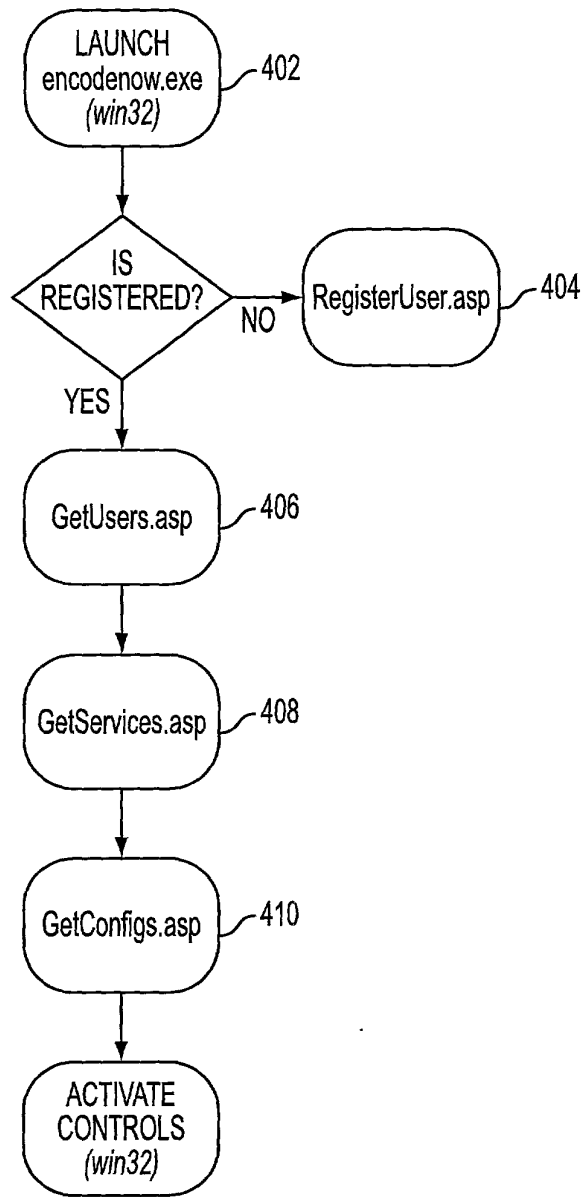 LAUNCH
encodenow.exe
(win32)
402
IS
REGISTERED?
NO
RegisterUser.asp
404
YES
GetUsers.asp
406
GetServices.asp
408
GetConfigs.asp
410
ACTIVATE
CONTROLS
(win32)